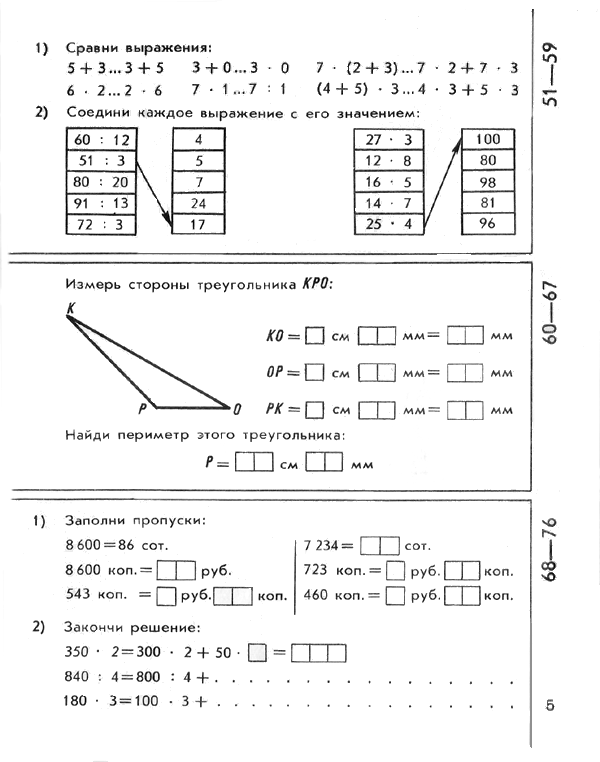 1) Сравни выражения:
5 + 3...3 + 5 3 + 0...3 · 0 7 · (2 + 3)...7 · 2 + 7 · 3
6 · 2...2 · 6 7 · 1...7 : 1 (4 + 5) · 3...4 · 3 + 5 · 3
51—59
2) Соедини каждое выражение с его значением:
60 : 12 4 27 · 3 100
51 : 3 5 12 · 8 80
80 : 20 7 16 · 5 98
91 : 13 24 14 · 7 81
72 : 3 17 25 · 4 96
Измерь стороны треугольника KPO:
60—67
K
KO = см мм = мм
OP = см мм = мм
P O PK = см мм = мм
Найди периметр этого треугольника:
P = см мм
1) Заполни пропуски:
68—76
8 600 = 86 сот. 7 234 = сот.
8 600 коп. = руб. 723 коп. = руб. коп.
543 коп. = руб. коп. 460 коп. = руб. коп.
2) Закончи решение:
350 · 2 = 300 · 2 + 50 · =
840 : 4 = 800 : 4 + . . . . . . . . . . . . . . . . .
180 · 3 = 100 · 3 + . . . . . . . . . . . . . . . . .
5